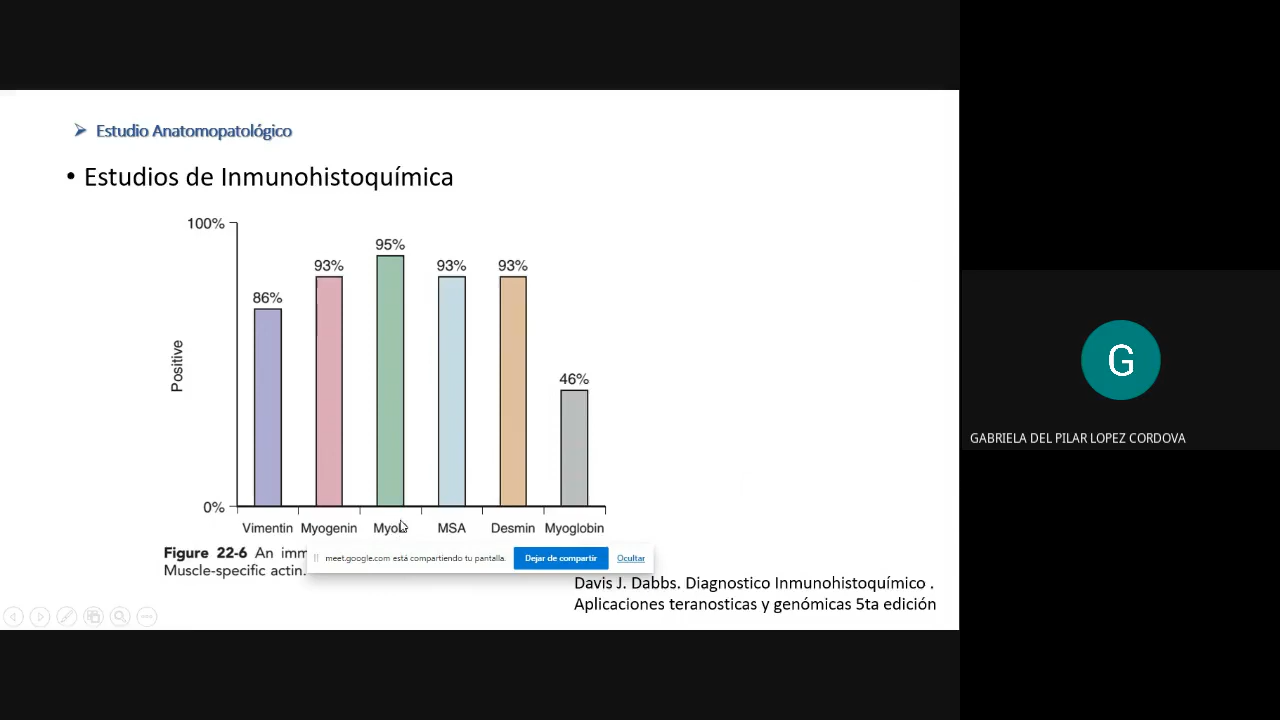 ➢ Estudio Anatomopatológico
• Estudios de Inmunohistoquímica
100%
95%
93% 93% 93%
86%
46%
Positive
0%
Vimentin Myogenin MSA Desmin Myoglobin
Figure 22-6 An
Muscle-specific actin.
meet.google.com está compartiendo tu pantalla. Dejar de compartir Ocultar
Davis J. Dabbs. Diagnostico Inmunohistoquímico .
Aplicaciones teranosticas y genómicas 5ta edición
G
GABRIELA DEL PILAR LOPEZ CORDOVA